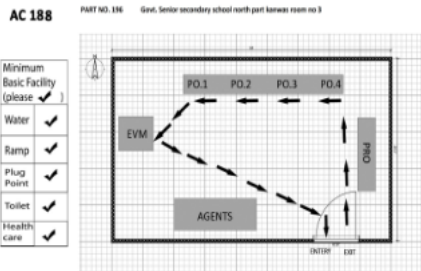 AC 188
PART NO. 196 Govt. Senior secondary school north part kanwas room no 3
Minimum
Basic Facility
(please ✔ )
Water ✔
Ramp ✔
Plug
Point ✔
Toilet ✔
Health
care ✔
PO.1 PO.2 PO.3 PO.4
EVM
PRO
AGENTS
ENTERY EXIT